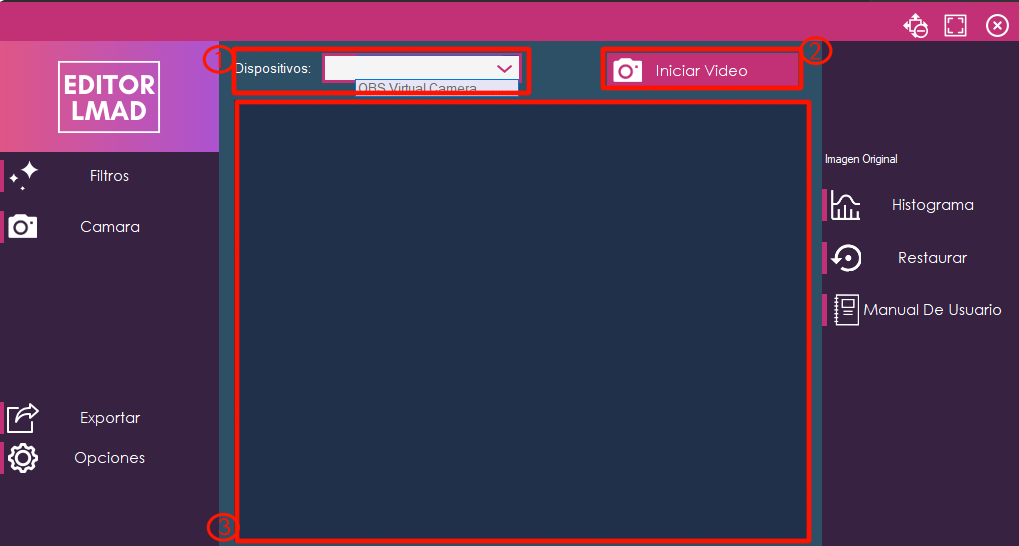 1
2
Dispositivos:
Iniciar Video
OBS Virtual Camera
EDITOR
LMAD
Filtros
Camara
Exportar
Opciones
Imagen Original
Histograma
Restaurar
Manual De Usuario
3